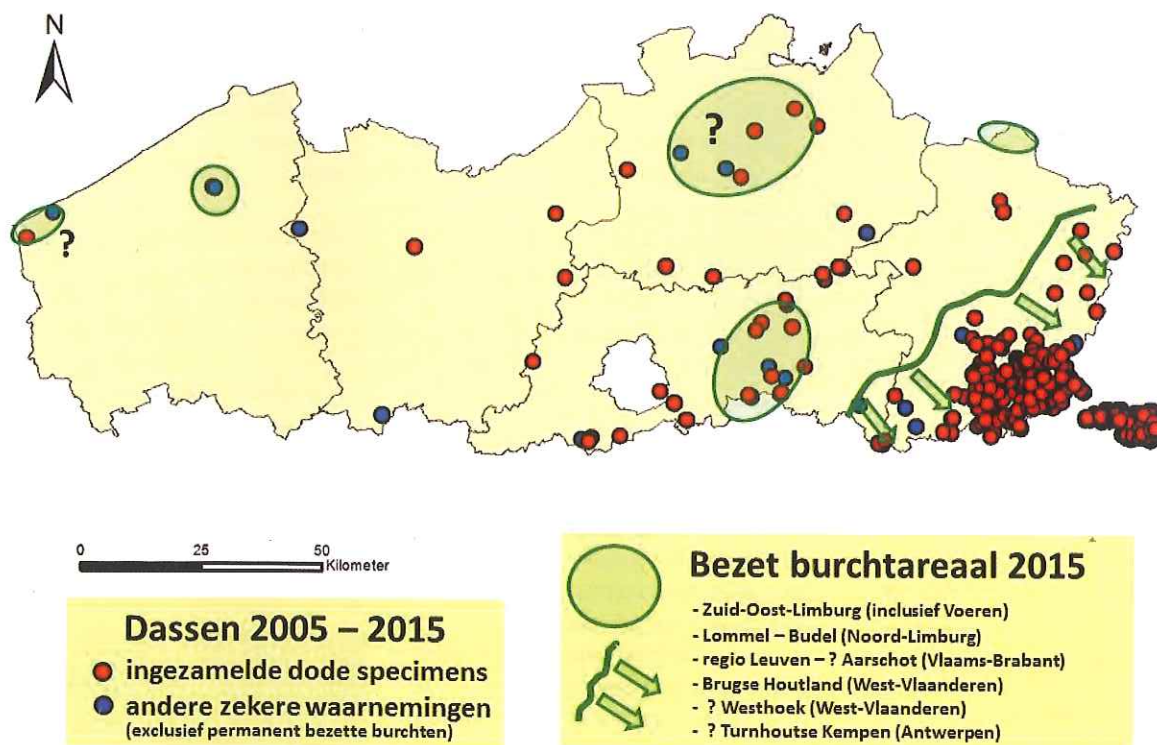 N
?
?
0 25 50 Kilometer
Dassen 2005 – 2015
ingezamelde dode specimens
andere zekere waarnemingen
(exclusief permanent bezette burchten)
Bezet burchtareaal 2015
- Zuid-Oost-Limburg (inclusief Voeren)
- Lommel – Budel (Noord-Limburg)
- regio Leuven – ? Aarschot (Vlaams-Brabant)
- Brugse Houtland (West-Vlaanderen)
- ? Westhoek (West-Vlaanderen)
- ? Turnhoutse Kempen (Antwerpen)